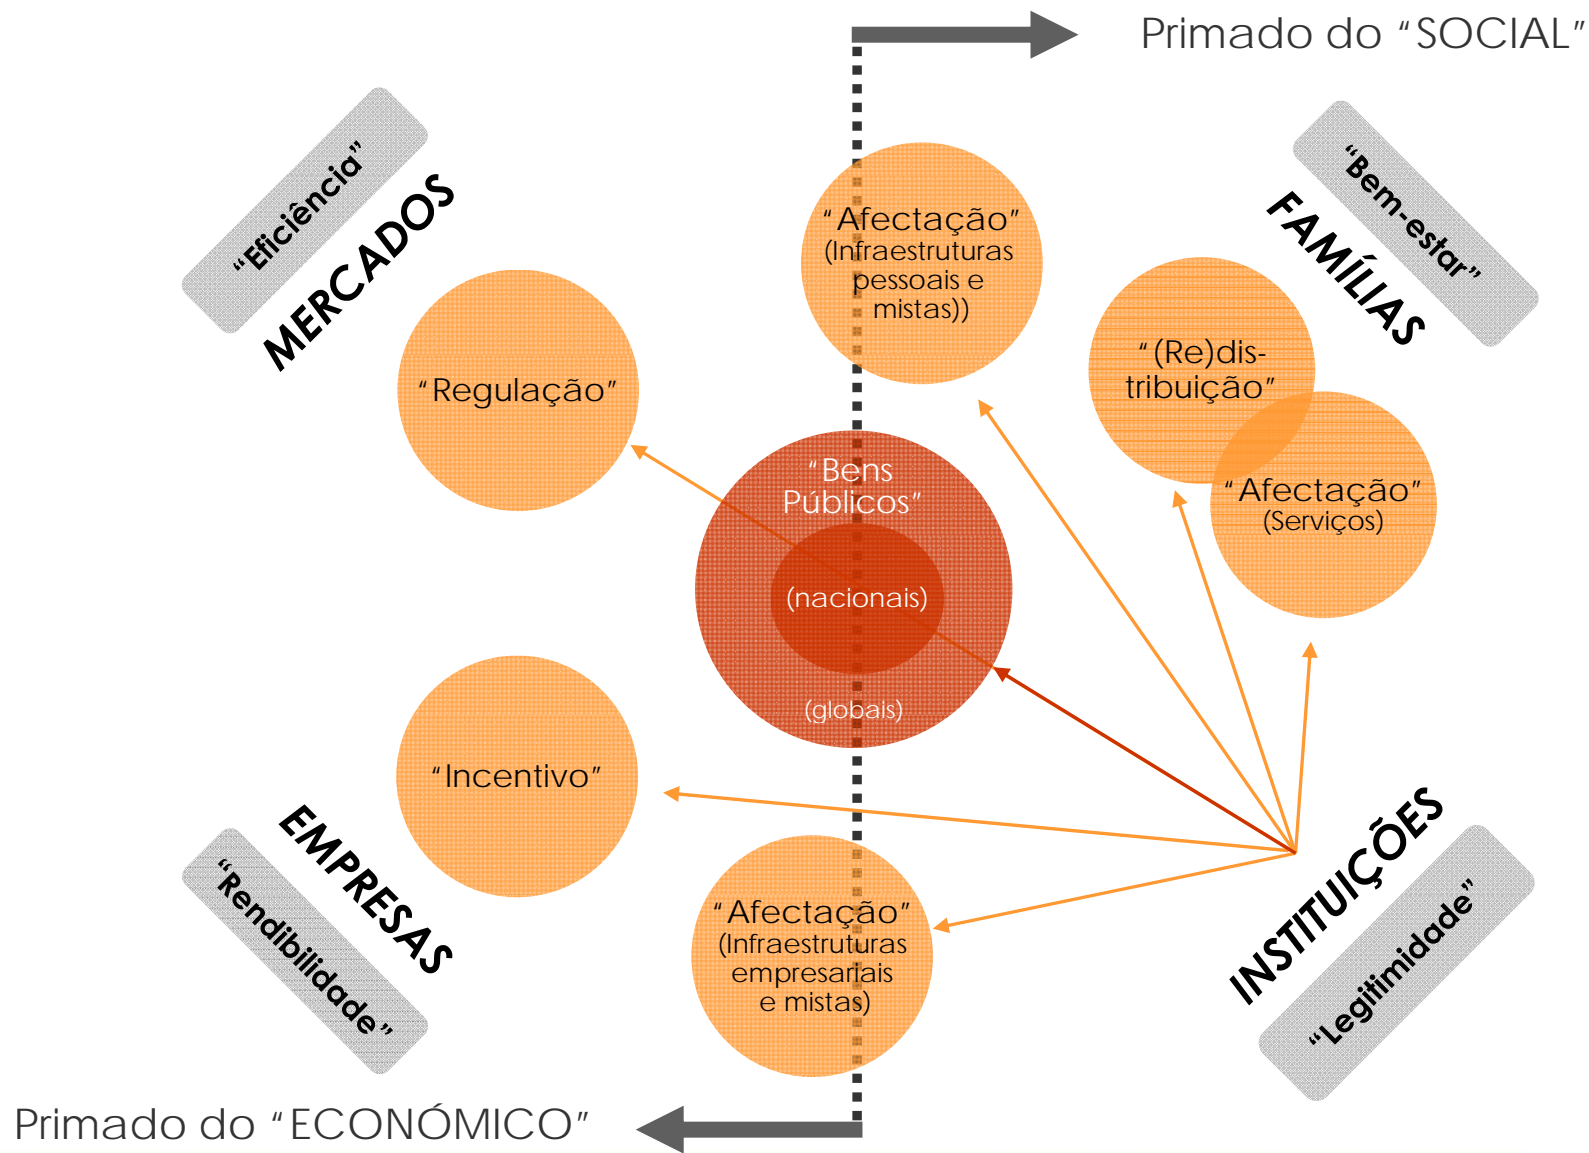 Primado do “SOCIAL”
“Eficiência”
MERCADOS
“Bem-estar”
FAMÍLIAS
“Afectação”
(Infraestruturas
pessoais e
mistas))
“(Re)dis-
tribuição”
“Regulação”
“Afectação”
(Serviços)
“Bens
Públicos”
(nacionais)
(globais)
“Incentivo”
EMPRESAS
“Rendibilidade”
“Afectação”
(Infraestruturas
empresariais
e mistas)
INSTITUIÇÕES
“Legitimidade”
Primado do “ECONÓMICO”